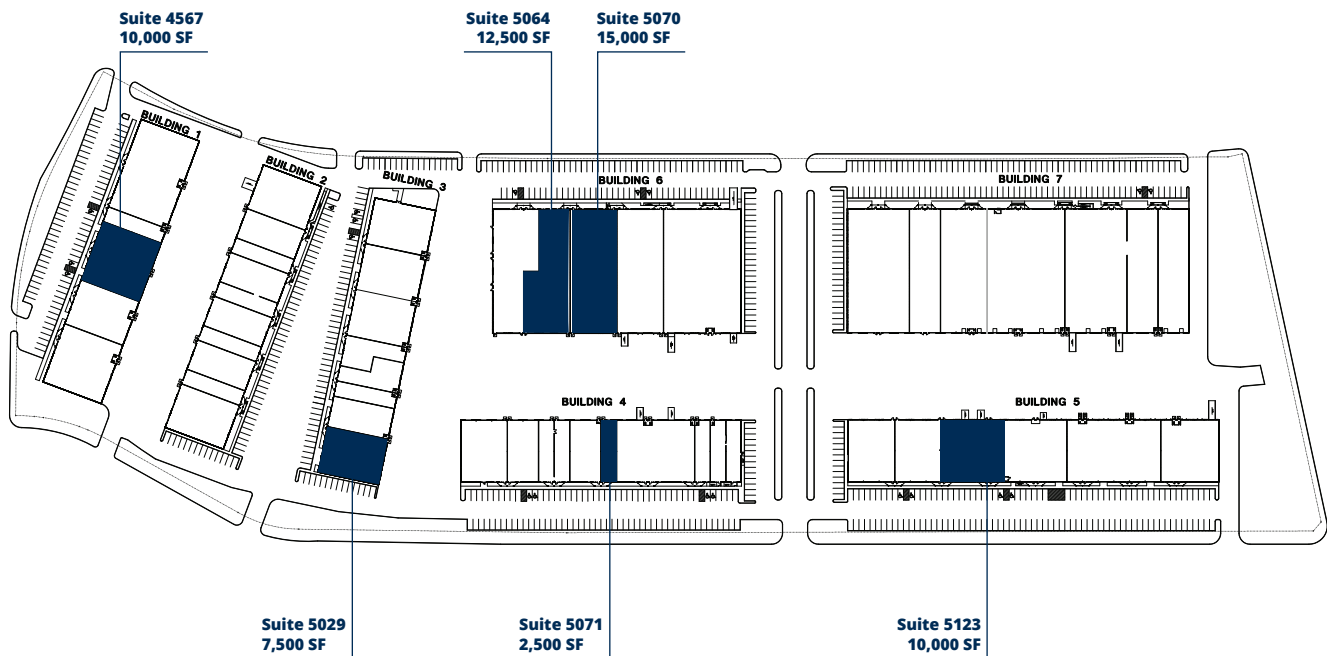 Suite 4567
10,000 SF
Suite 5064
12,500 SF
Suite 5070
15,000 SF
BUILDING 1
BUILDING 2
BUILDING 3
BUILDING 6
BUILDING 7
BUILDING 4
BUILDING 5
Suite 5029
7,500 SF
Suite 5071
2,500 SF
Suite 5123
10,000 SF